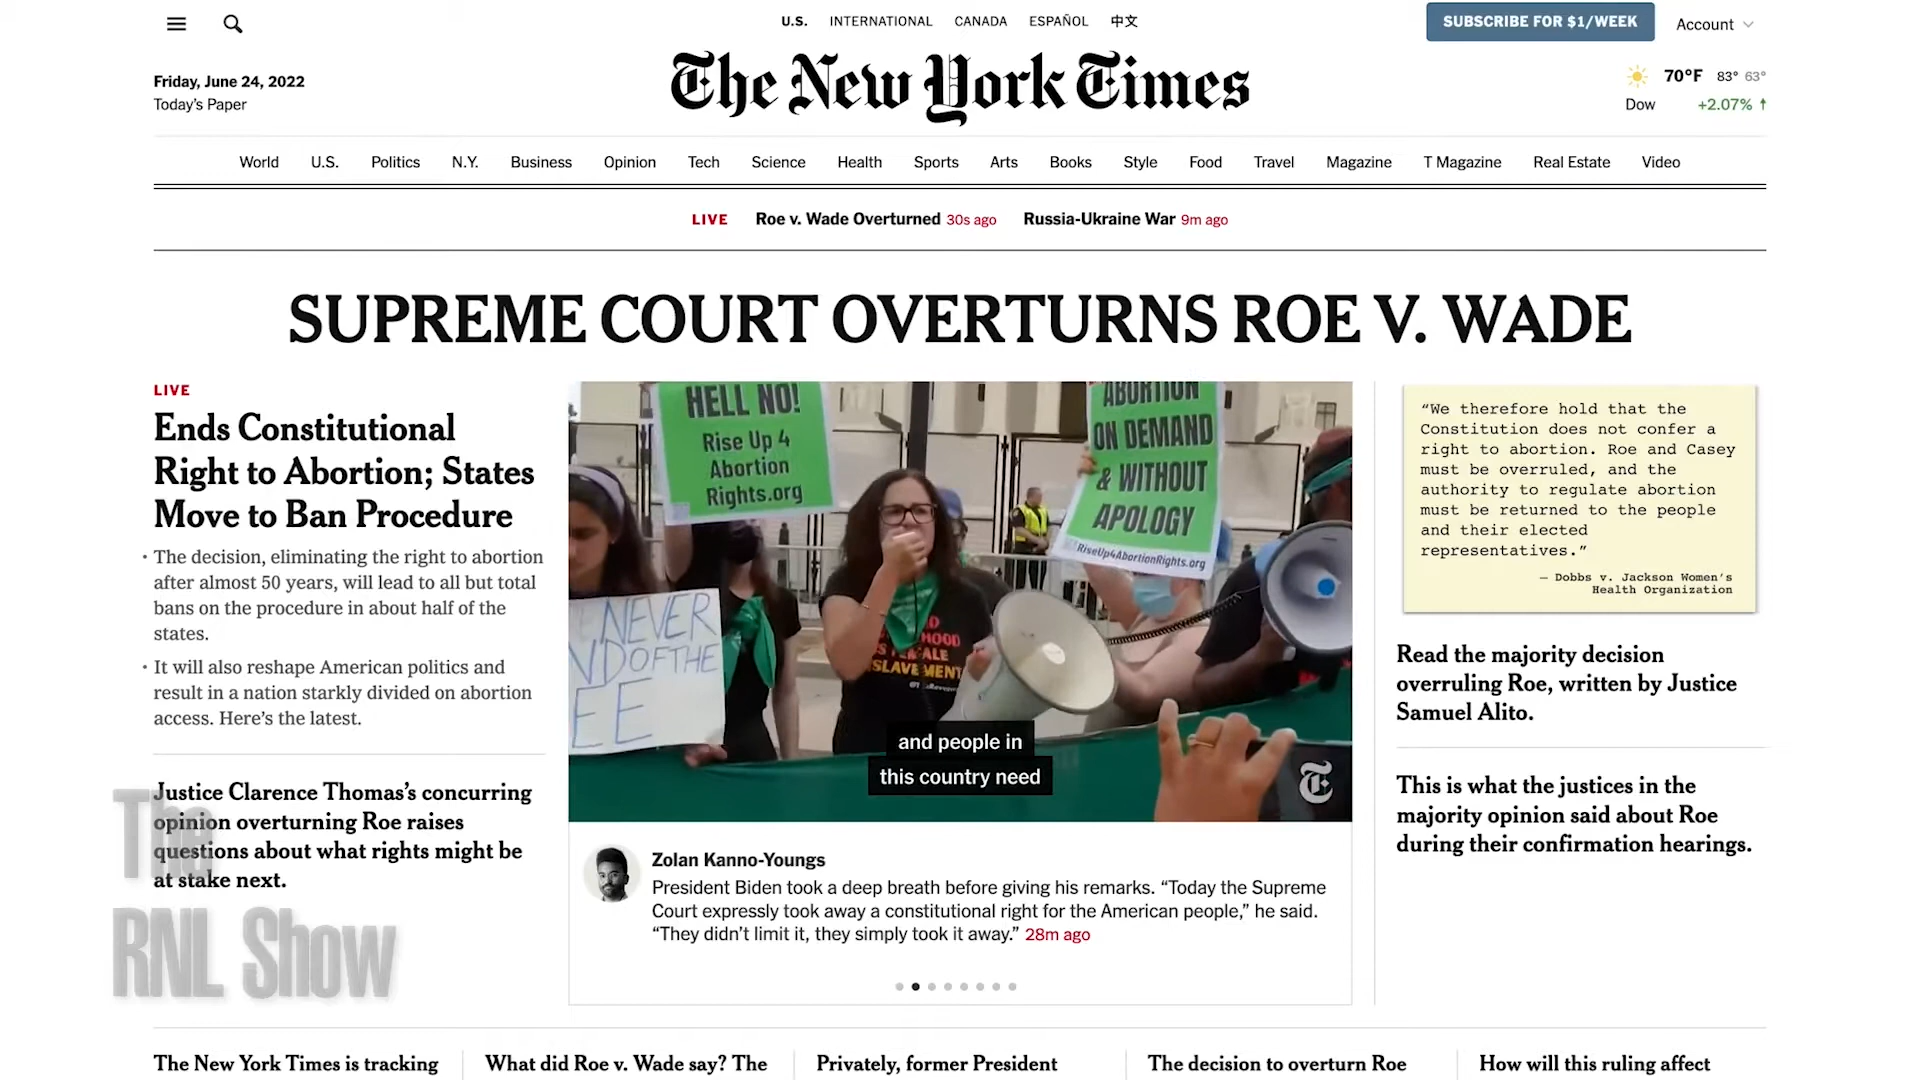 U.S. INTERNATIONAL CANADA ESPAÑOL 中文
SUBSCRIBE FOR $1/WEEK
Account
Friday, June 24, 2022
Today's Paper
The New York Times
70°F 83° 63°
Dow +2.07% ↑
World U.S. Politics N.Y. Business Opinion Tech Science Health Sports Arts Books Style Food Travel Magazine T Magazine Real Estate Video
LIVE Roe v. Wade Overturned 30s ago Russia-Ukraine War 9m ago
SUPREME COURT OVERTURNS ROE V. WADE
LIVE
Ends Constitutional
Right to Abortion; States
Move to Ban Procedure
• The decision, eliminating the right to abortion
after almost 50 years, will lead to all but total
bans on the procedure in about half of the
states.
• It will also reshape American politics and
result in a nation starkly divided on abortion
access. Here's the latest.
Justice Clarence Thomas's concurring
opinion overturning Roe raises
questions about what rights might be
at stake next.
The
RNL Show
HELL NO!
Rise Up 4
Abortion
Rights.org
ABORTION
ON DEMAND
& WITHOUT
APOLOGY
RiseUp4AbortionRights.org
NEVER
OF THE
EE
and people in
this country need
Zolan Kanno-Youngs
President Biden took a deep breath before giving his remarks. “Today the Supreme
Court expressly took away a constitutional right for the American people,” he said.
“They didn't limit it, they simply took it away.” 28m ago
“We therefore hold that the
Constitution does not confer a
right to abortion. Roe and Casey
must be overruled, and the
authority to regulate abortion
must be returned to the people
and their elected
representatives.”
— Dobbs v. Jackson Women's
Health Organization
Read the majority decision
overruling Roe, written by Justice
Samuel Alito.
This is what the justices in the
majority opinion said about Roe
during their confirmation hearings.
The New York Times is tracking
What did Roe v. Wade say? The
Privately, former President
The decision to overturn Roe
How will this ruling affect